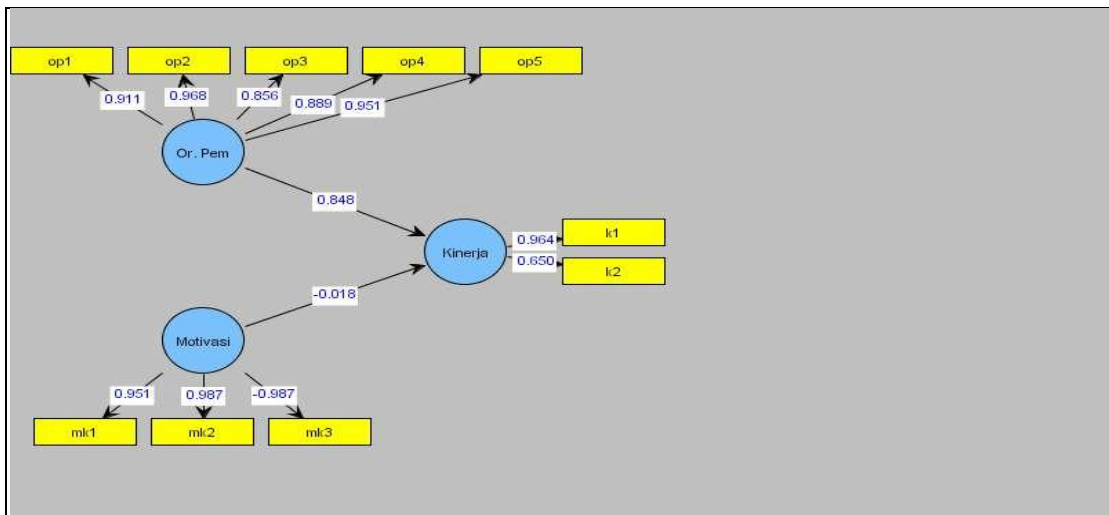 op1 op2 op3 op4 op5
0.911 0.968 0.856 0.889 0.951
Or. Pem
0.848
k1
0.964
Kinerja
0.650
k2
-0.018
Motivasi
0.951 0.987 -0.987
mk1 mk2 mk3